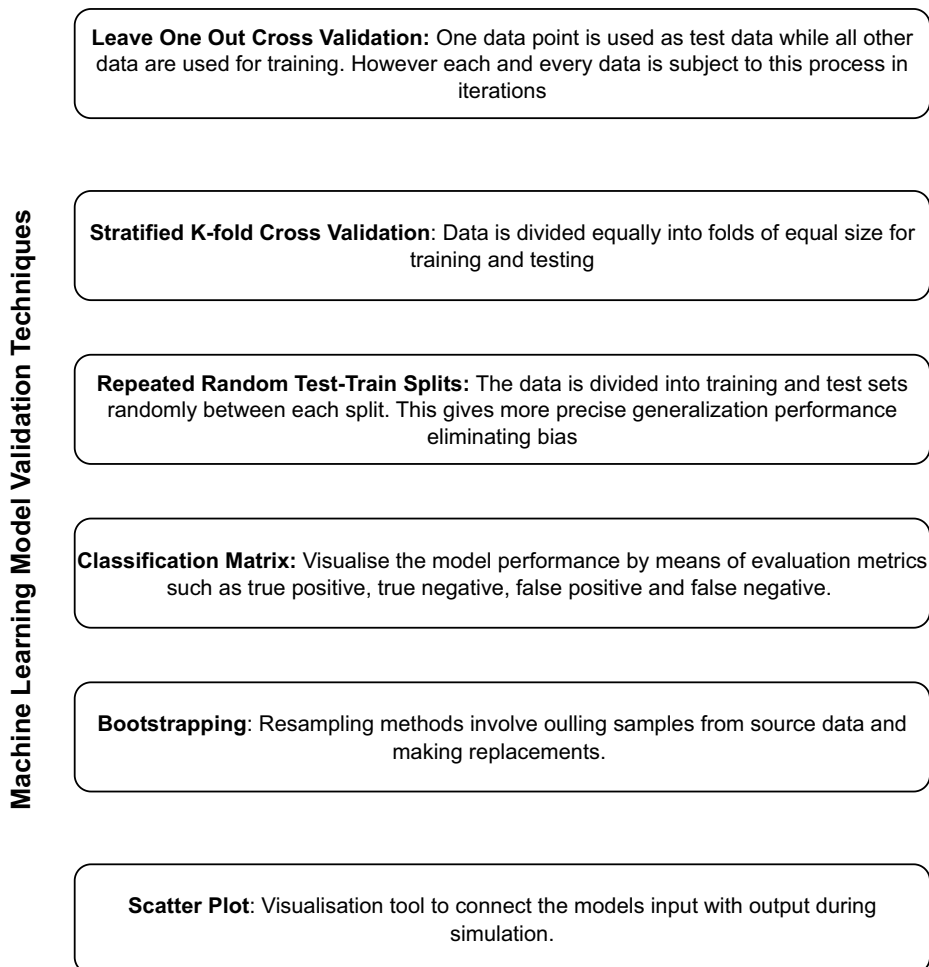 Machine Learning Model Validation Techniques
Leave One Out Cross Validation: One data point is used as test data while all other
data are used for training. However each and every data is subject to this process in
iterations
Stratified K-fold Cross Validation: Data is divided equally into folds of equal size for
training and testing
Repeated Random Test-Train Splits: The data is divided into training and test sets
randomly between each split. This gives more precise generalization performance
eliminating bias
Classification Matrix: Visualise the model performance by means of evaluation metrics
such as true positive, true negative, false positive and false negative.
Bootstrapping: Resampling methods involve oulling samples from source data and
making replacements.
Scatter Plot: Visualisation tool to connect the models input with output during
simulation.